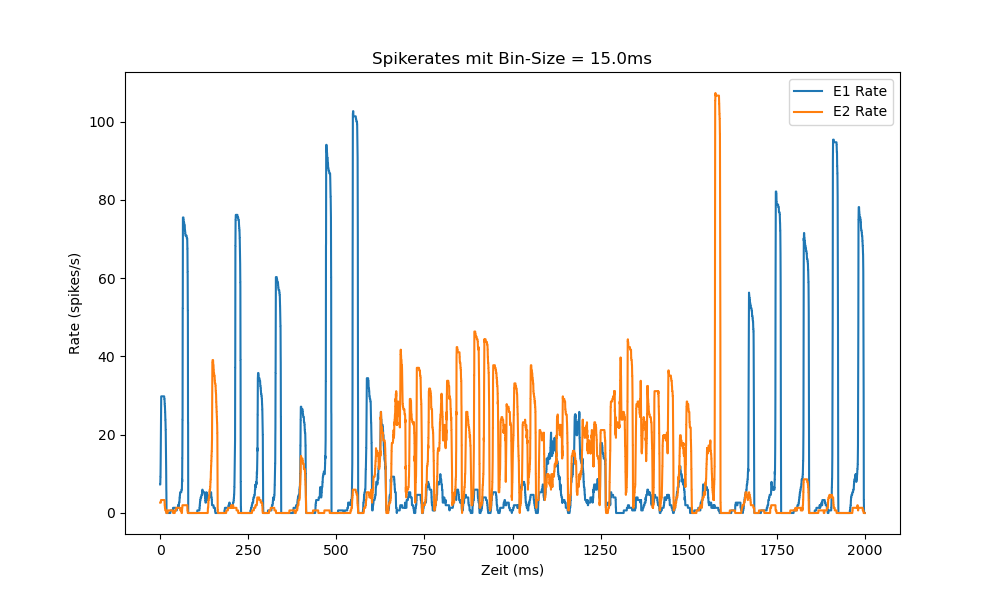 Spikerates mit Bin-Size = 15.0ms
E1 Rate
E2 Rate
Rate (spikes/s)
100
80
60
40
20
0
0 250 500 750 1000 1250 1500 1750 2000
Zeit (ms)